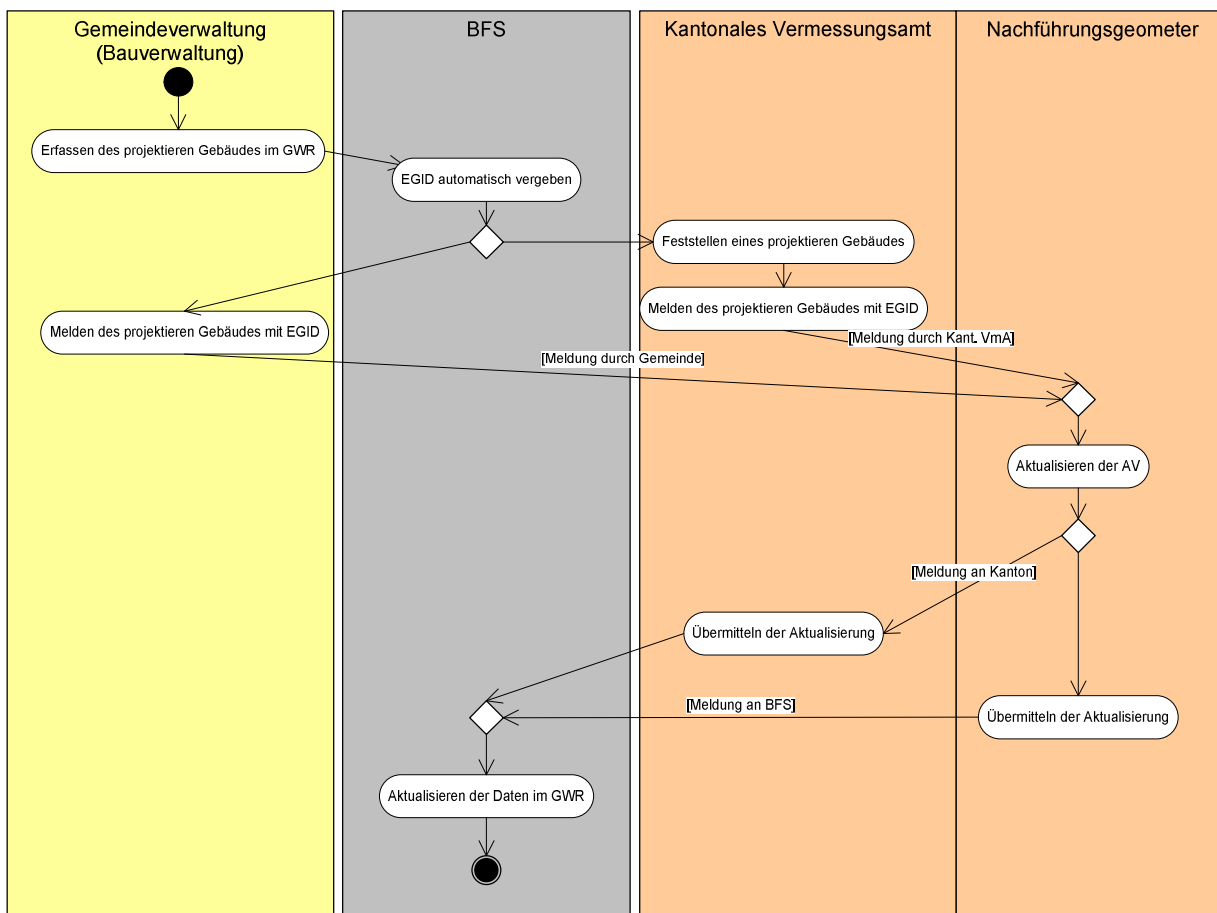 Gemeindeverwaltung
(Bauverwaltung)
BFS
Kantonales Vermessungsamt
Nachführungsgeometer
Erfassen des projektieren Gebäudes im GWR
EGID automatisch vergeben
Feststellen eines projektieren Gebäudes
Melden des projektieren Gebäudes mit EGID
Melden des projektieren Gebäudes mit EGID
[Meldung durch Kant. VmA]
[Meldung durch Gemeinde]
Aktualisieren der AV
[Meldung an Kanton]
Übermitteln der Aktualisierung
[Meldung an BFS]
Übermitteln der Aktualisierung
Aktualisieren der Daten im GWR